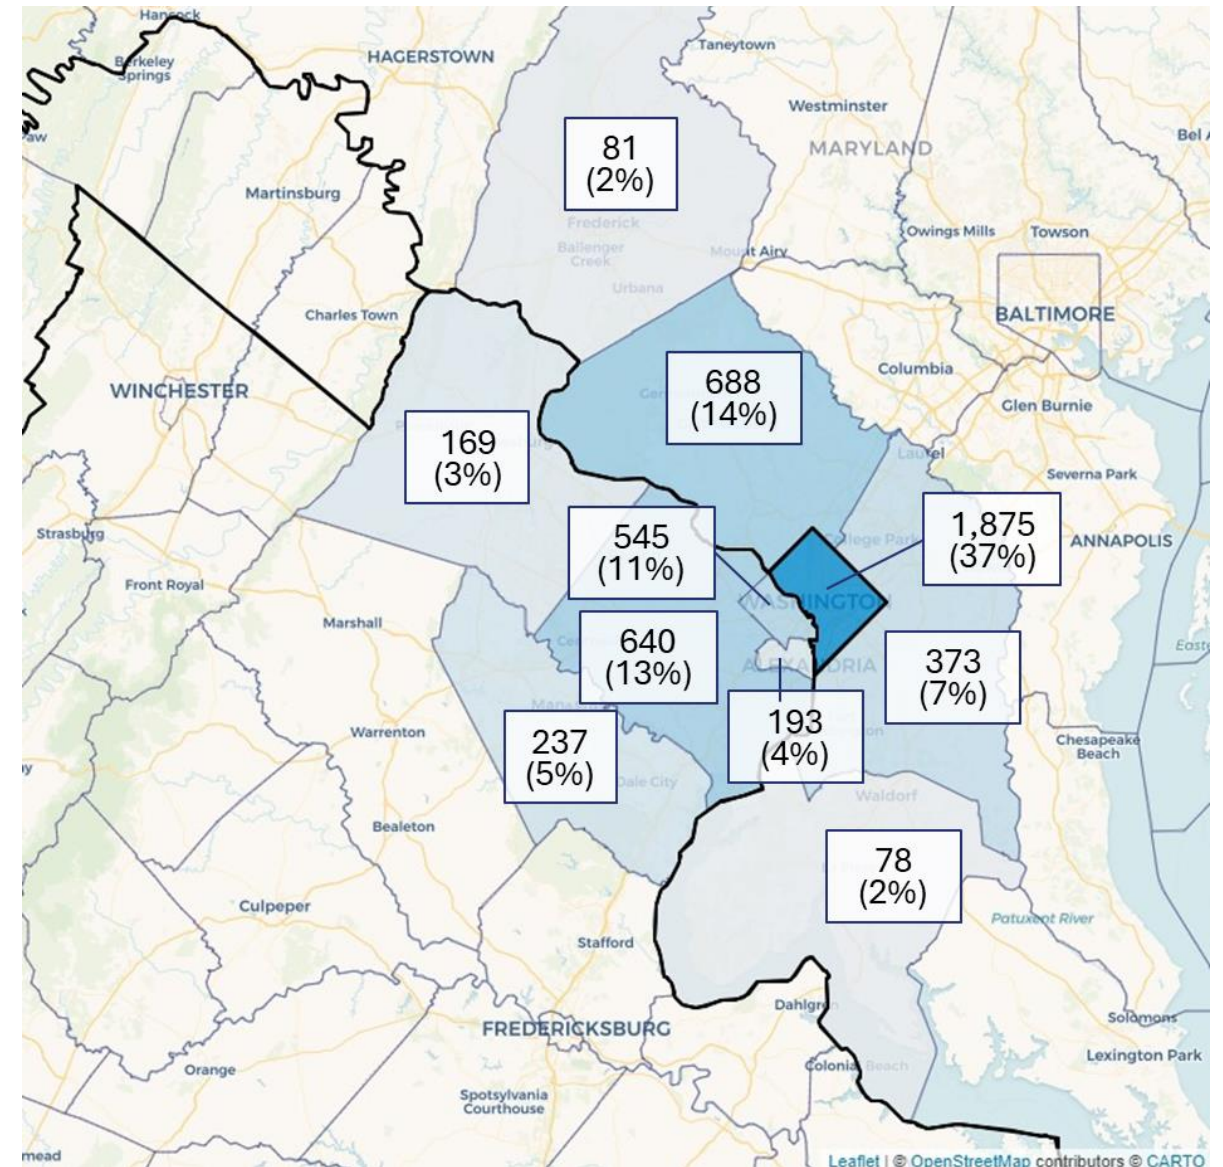 Hancock
Taneytown
HAGERSTOWN
Berkeley
Springs
Westminster
81
(2%)
MARYLAND
Bel A
aw
Martinsburg
Frederick
Ballenger
Creek
Mount Airy
Owings Mills
Towson
Urbana
Charles Town
BALTIMORE
WINCHESTER
688
(14%)
Columbia
Glen Burnie
169
(3%)
Laurel
Severna Park
Strasburg
545
(11%)
College Park
1,875
(37%)
ANNAPOLIS
Front Royal
WASHINGTON
Marshall
640
(13%)
ALEXANDRIA
373
(7%)
Easto
Warrenton
237
(5%)
193
(4%)
Chesapeake
Beach
ay
Dale City
Waldorf
Bealeton
78
(2%)
Culpeper
Patuxent River
Stafford
Dahlgren
FREDERICKSBURG
Solomons
Orange
Colonial Beach
Lexington Park
Spotsylvania
Courthouse
mead
Leaflet | © OpenStreetMap contributors © CARTO